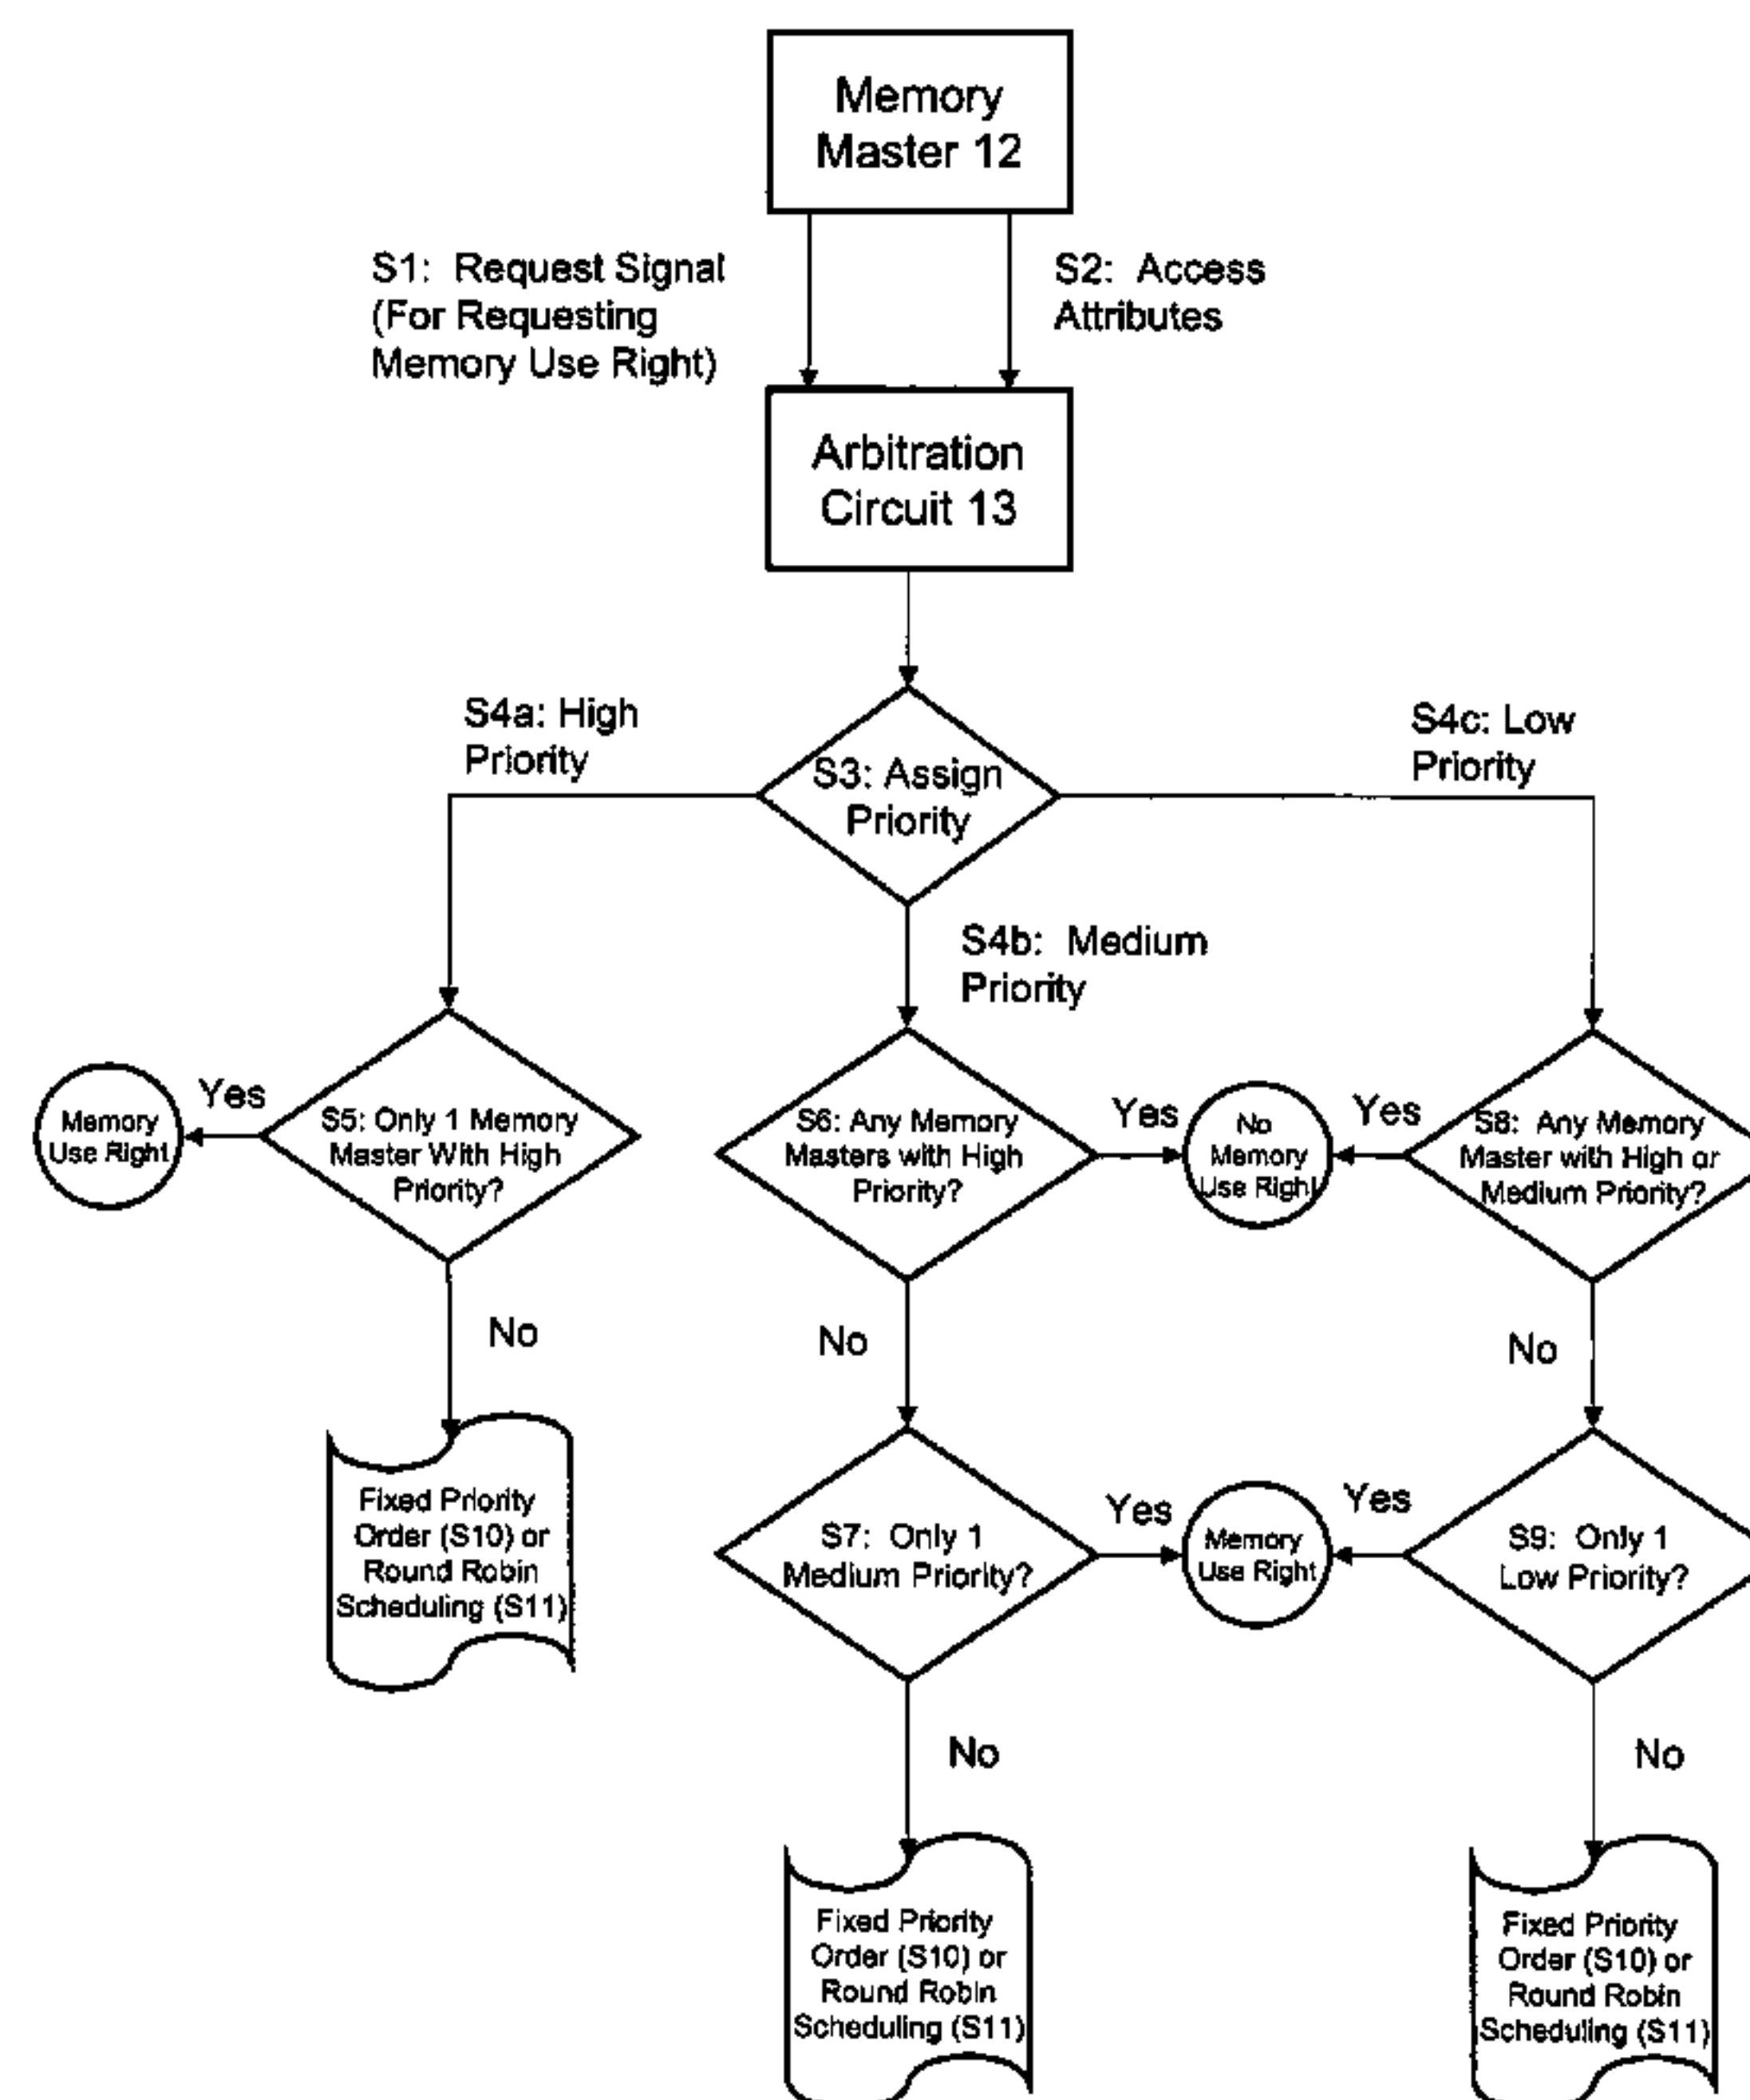 Memory
Master 12
S1: Request Signal
(For Requesting
Memory Use Right)
S2: Access
Attributes
Arbitration
Circuit 13
S4a: High
Priority
S3: Assign
Priority
S4c: Low
Priority
S4b: Medium
Priority
Memory
Use Right
Yes
S5: Only 1 Memory
Master With High
Priority?
S6: Any Memory
Masters with High
Priority?
Yes
No
Memory
Use Right
Yes
S8: Any Memory
Master with High or
Medium Priority?
No
No
No
Fixed Priority
Order (S10) or
Round Robin
Scheduling (S11)
S7: Only 1
Medium Priority?
Yes
Memory
Use Right
Yes
S9: Only 1
Low Priority?
No
No
Fixed Priority
Order (S10) or
Round Robin
Scheduling (S11)
Fixed Priority
Order (S10) or
Round Robin
Scheduling (S11)